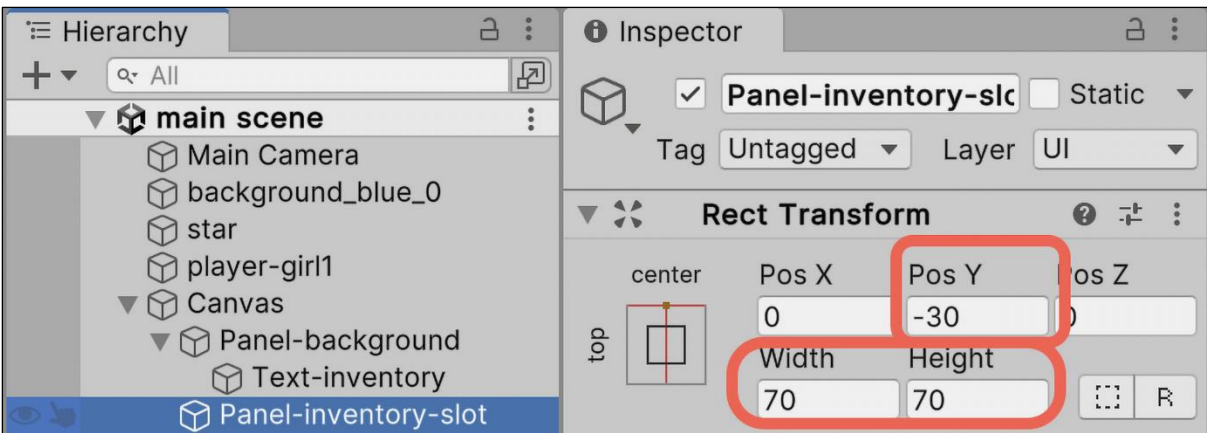 Hierarchy
All
main scene
Main Camera
background_blue_0
star
player-girl1
Canvas
Panel-background
Text-inventory
Panel-inventory-slot
Inspector
Panel-inventory-slc Static
Tag Untagged Layer UI
Rect Transform
center Pos X Pos Y Pos Z
top 0 -30 0
Width Height
70 70 R